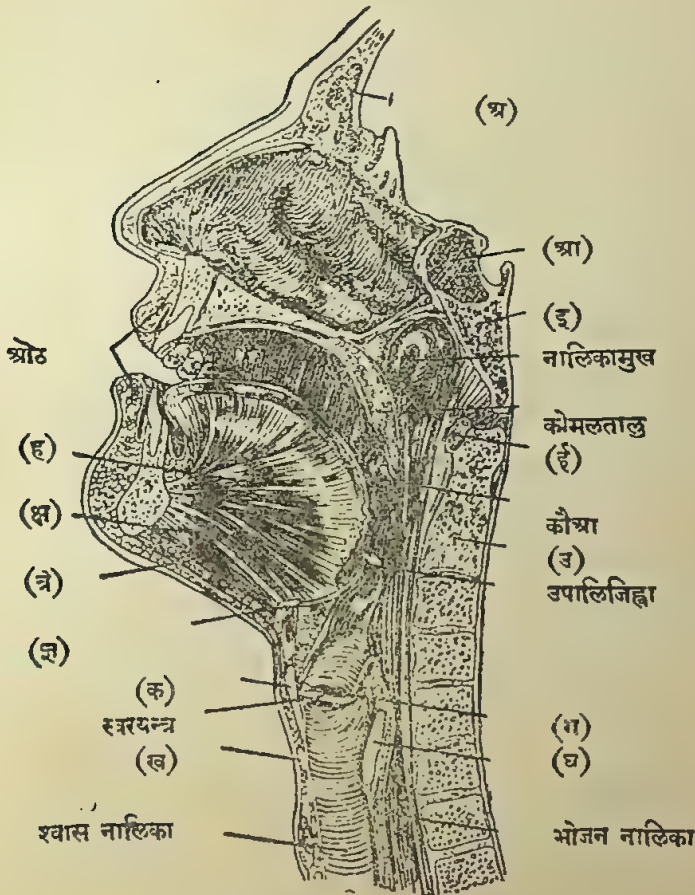 (अ)
(आ)
(इ)
नालिकामुख
ओठ
कोमलतालु
(ह)
(ई)
(क्ष)
कौआ
(उ)
(त्र)
उपालिजिह्वा
(ज्ञ)
(क)
स्वरयन्त्र
(ग)
(ख)
(घ)
श्वास नालिका
भोजन नालिका